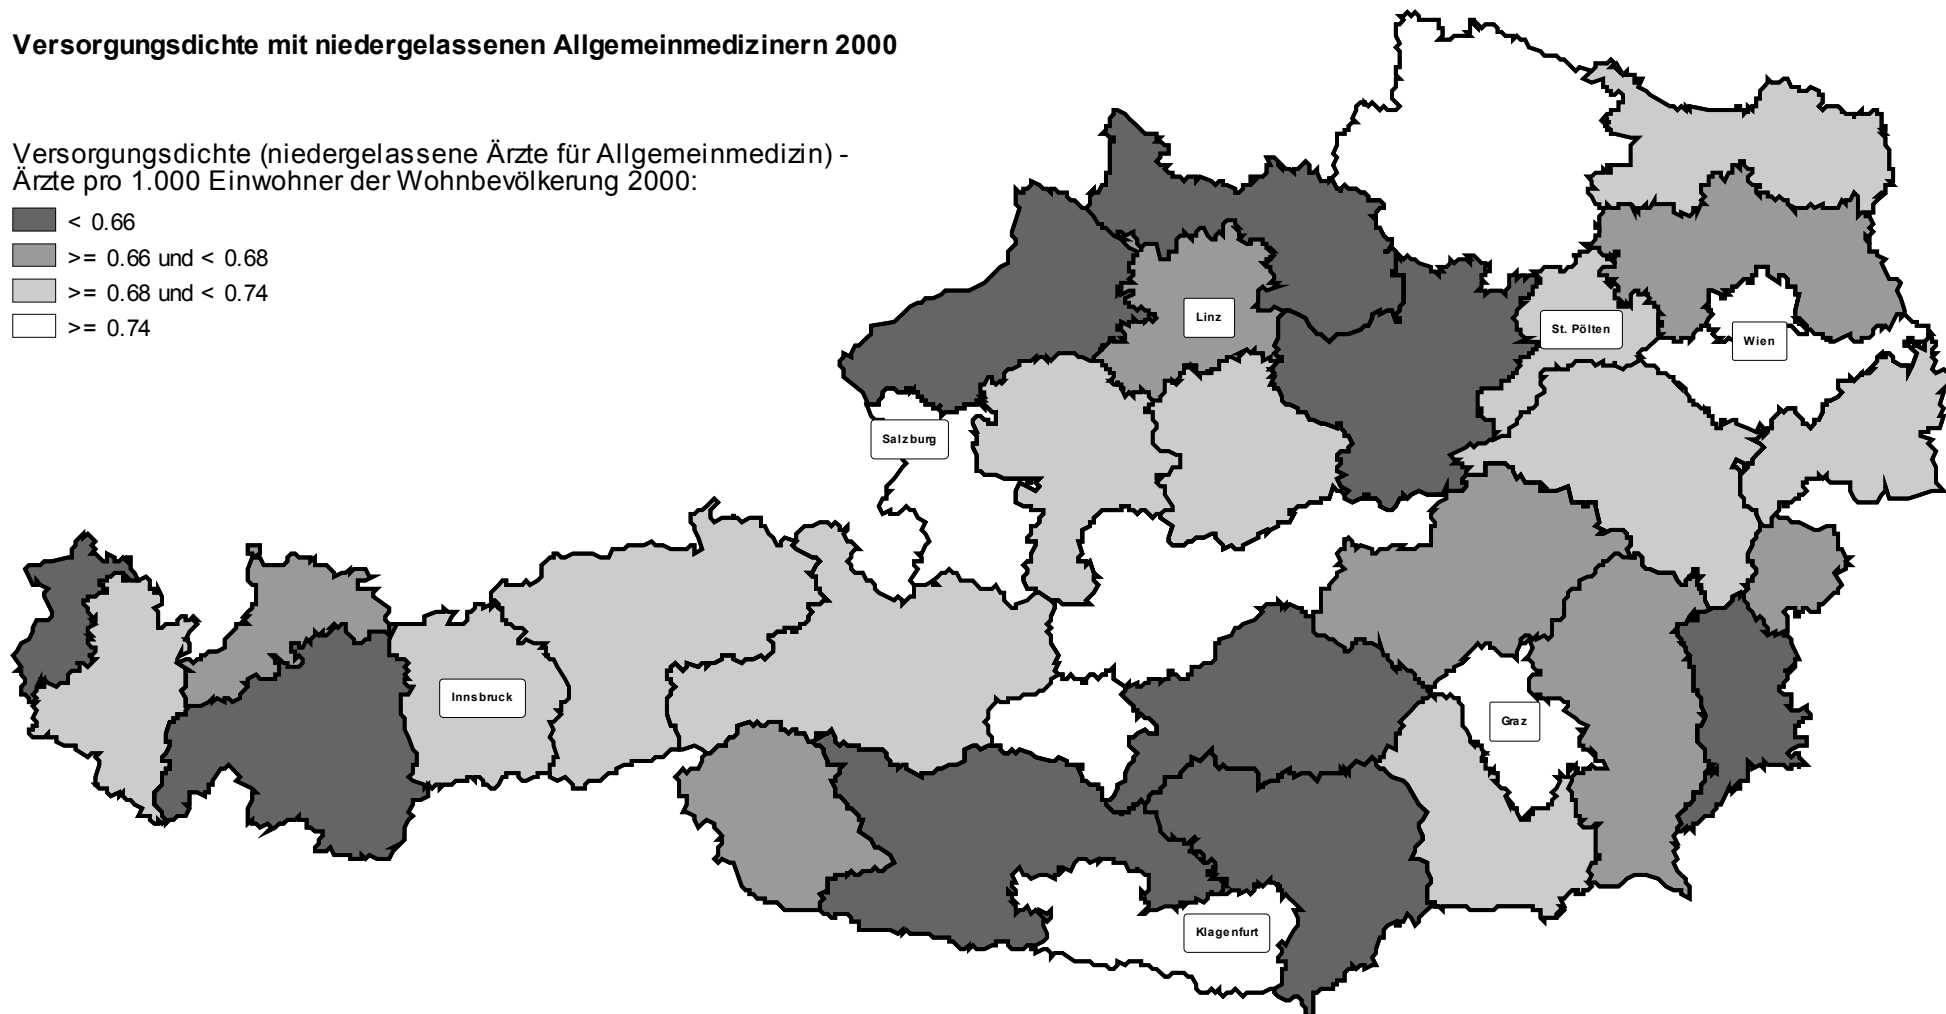 Versorgungsdichte mit niedergelassenen Allgemeinmedizinern 2000
Versorgungsdichte (niedergelassene Ärzte für Allgemeinmedizin) -
Ärzte pro 1.000 Einwohner der Wohnbevölkerung 2000:
< 0.66
>= 0.66 und < 0.68
>= 0.68 und < 0.74
>= 0.74
Linz
St. Pölten
Wien
Salzburg
Innsbruck
Graz
Klagenfurt